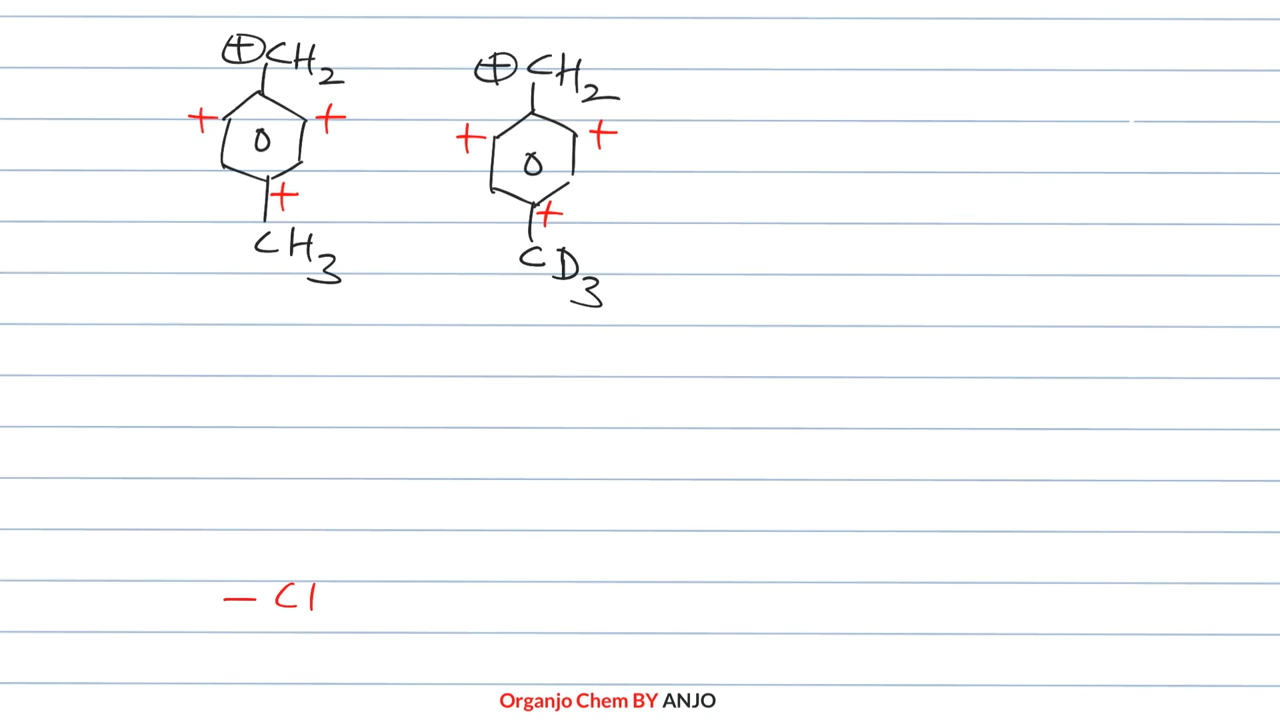 ⊕CH2 ⊕CH2
+ + + +
+ +
CH3 CD3
– Cl
Organjo Chem BY ANJO